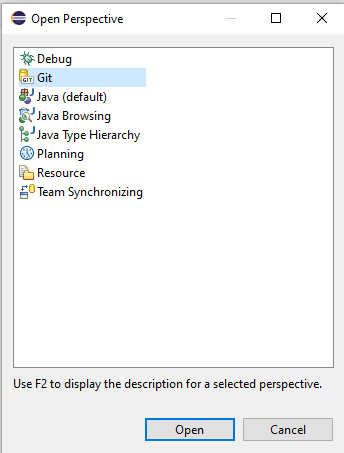 Open Perspective
Debug
Git
Java (default)
Java Browsing
Java Type Hierarchy
Planning
Resource
Team Synchronizing
Use F2 to display the description for a selected perspective.
Open Cancel